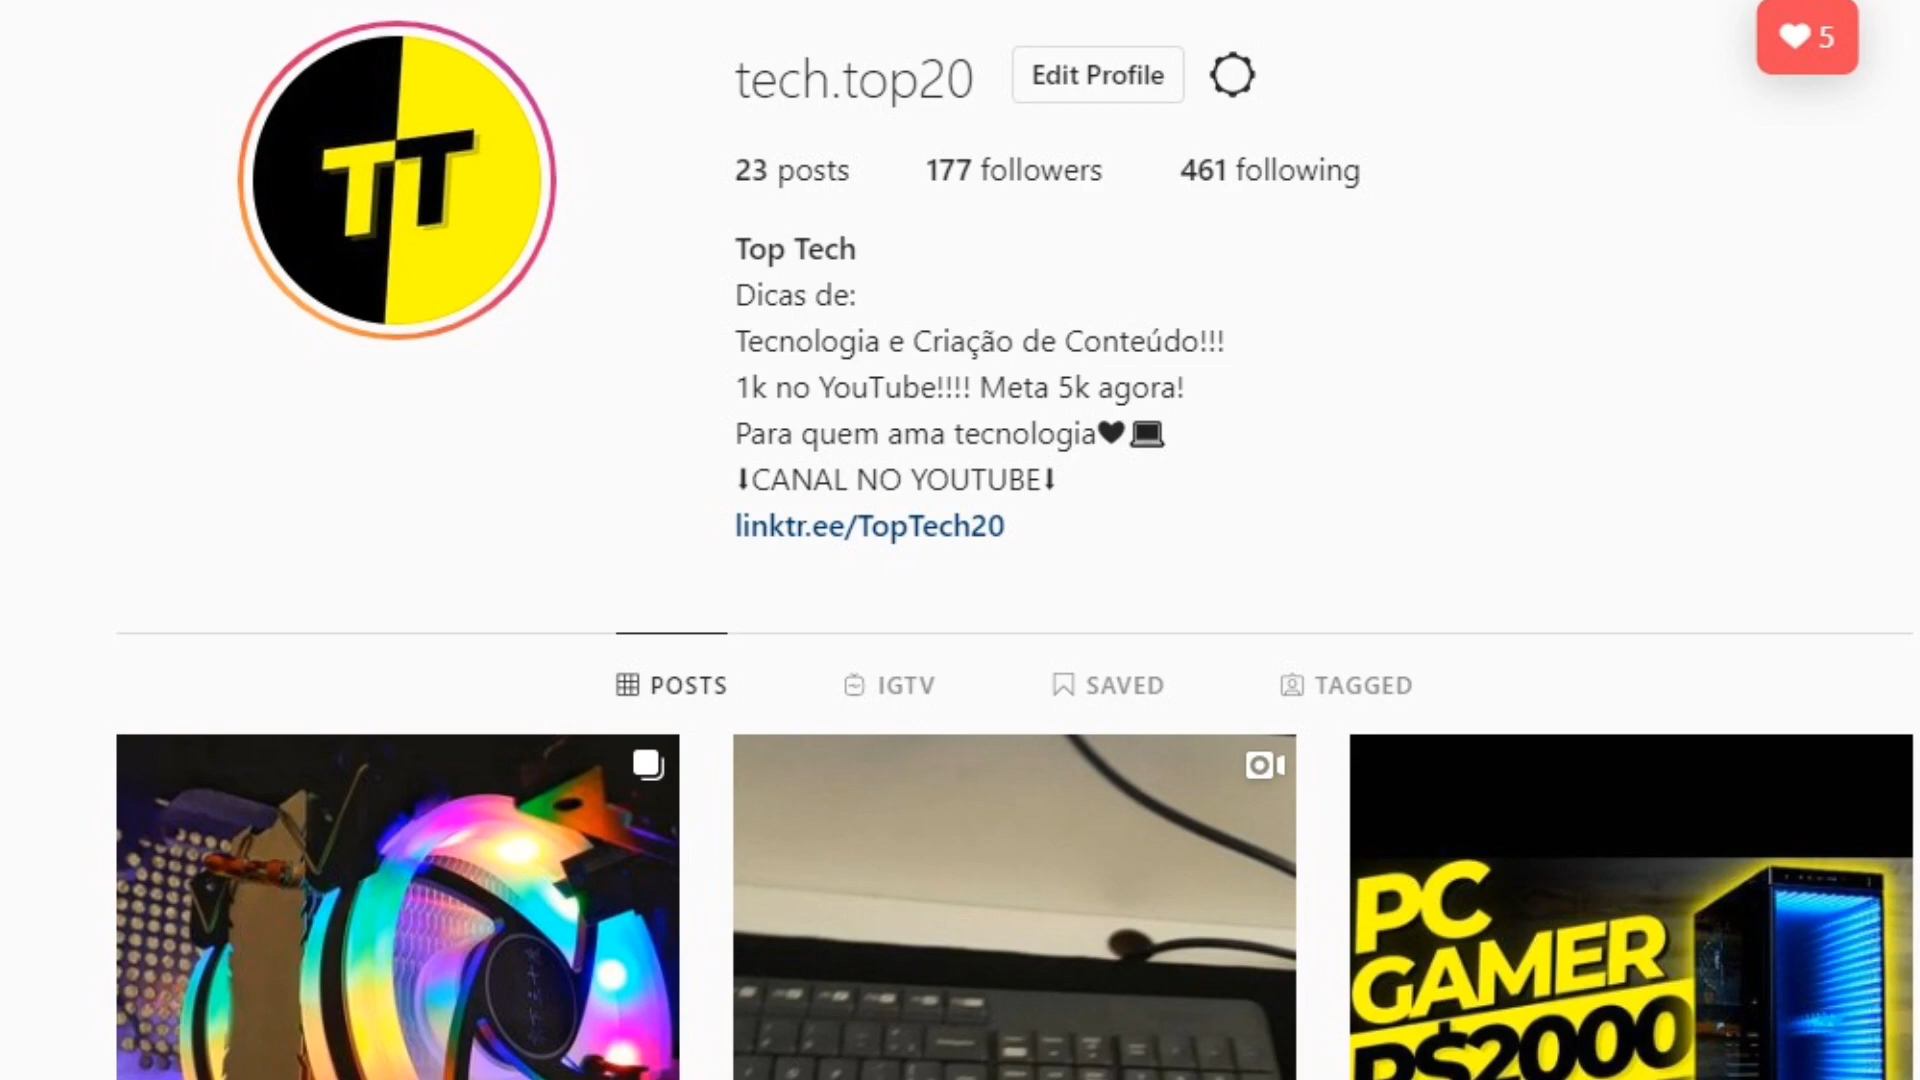 5
tech.top20
Edit Profile
23 posts
177 followers
461 following
TT
Top Tech
Dicas de:
Tecnologia e Criação de Conteúdo!!!
1k no YouTube!!!! Meta 5k agora!
Para quem ama tecnologia🖤💻
⬇CANAL NO YOUTUBE⬇
linktr.ee/TopTech20
POSTS
IGTV
SAVED
TAGGED
PC
GAMER
R$2000